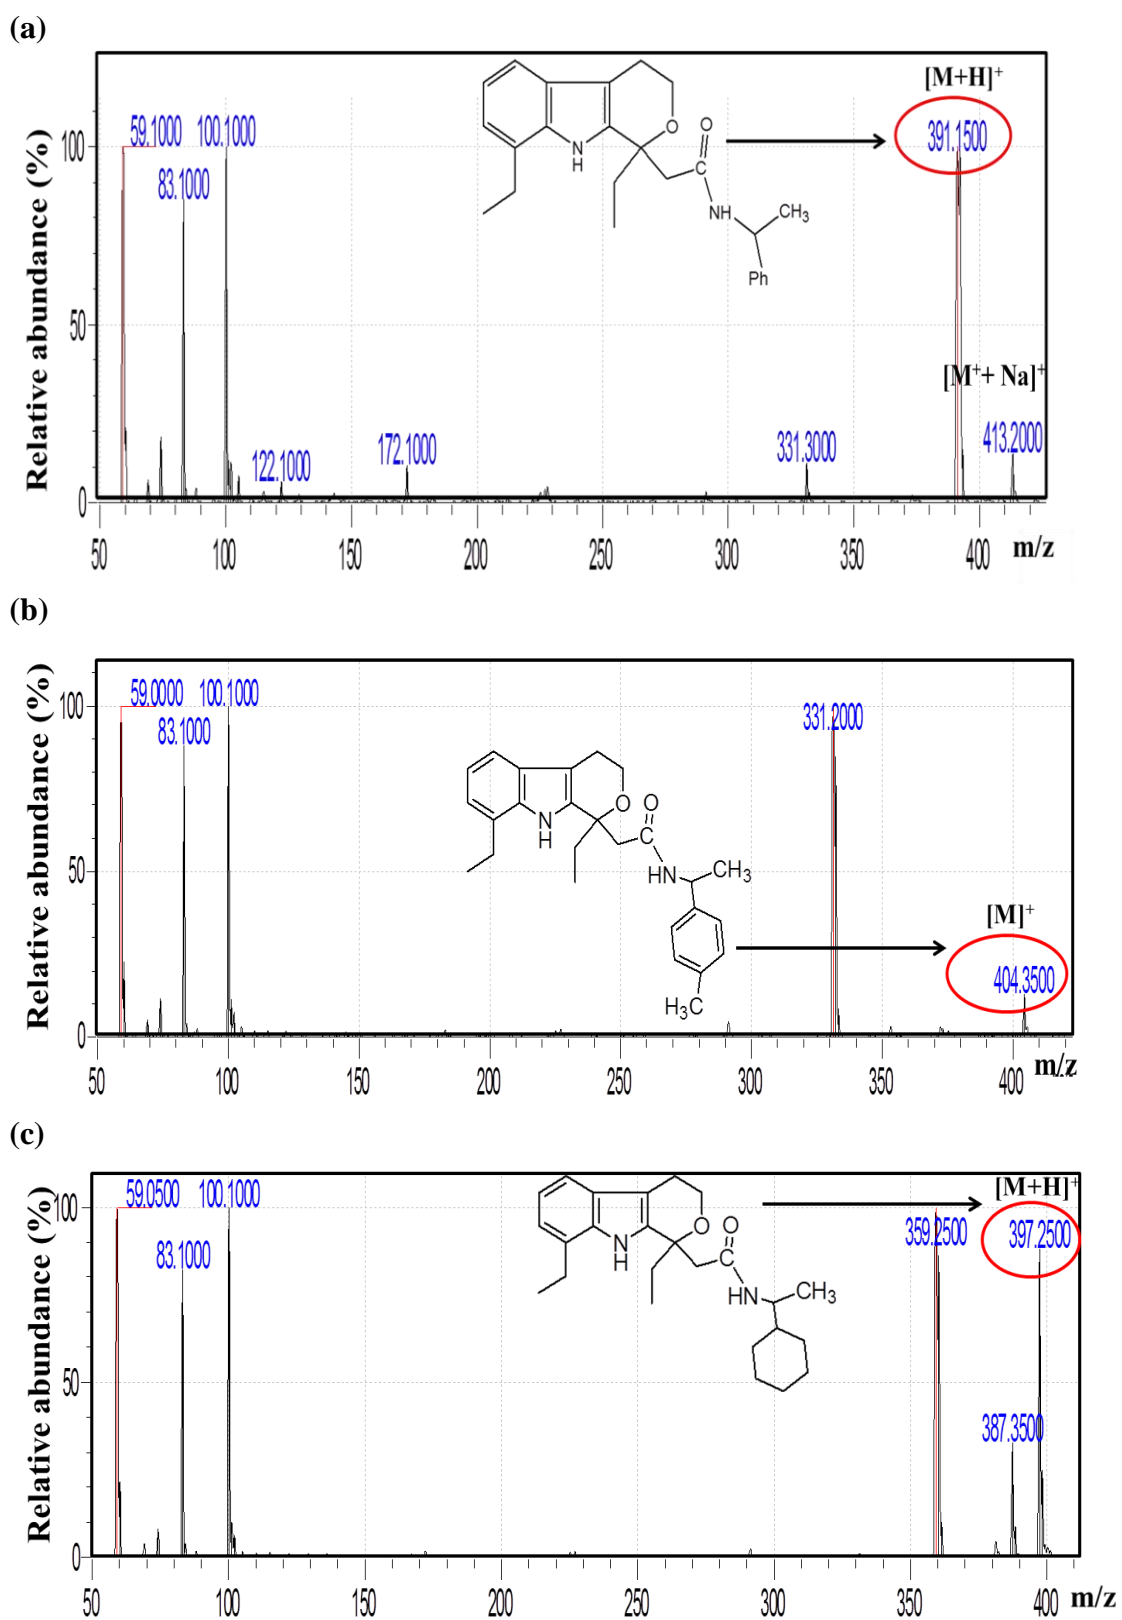 (a)
[M+H]⁺
59.1000 100.1000 391.1500
83.1000
O
O
N
H
NH CH₃
Ph
[M⁺+ Na]⁺
413.2000
331.3000
172.1000
122.1000
Relative abundance (%)
100
50
0
50 100 150 200 250 300 350 400 m/z
(b)
59.0000 100.1000 331.2000
83.1000
O O
N
H
HN CH₃
H₃C
[M]⁺
404.3500
Relative abundance (%)
100
50
0
50 100 150 200 250 300 350 400 m/z
(c)
[M+H]⁺
59.0500 100.1000 359.2500 397.2500
83.1000
O O
N
H
HN CH₃
387.3500
Relative abundance (%)
100
50
0
50 100 150 200 250 300 350 400 m/z